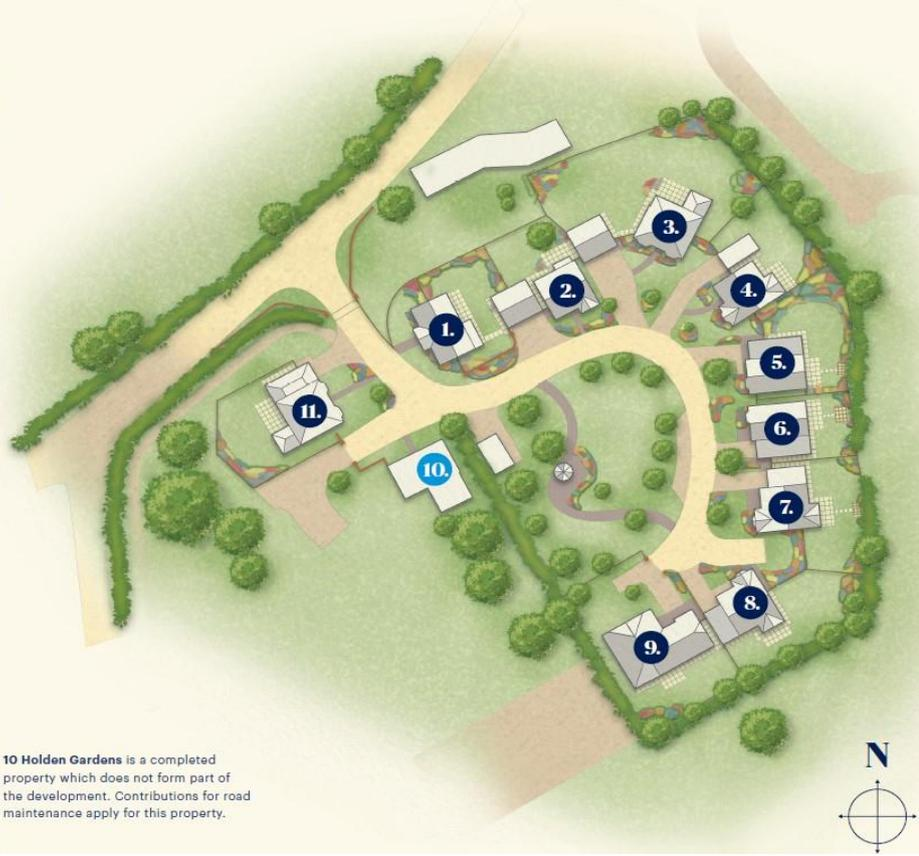 3.
2.
4.
1.
5.
11.
6.
10.
7.
8.
9.
N
10 Holden Gardens is a completed
property which does not form part of
the development. Contributions for road
maintenance apply for this property.